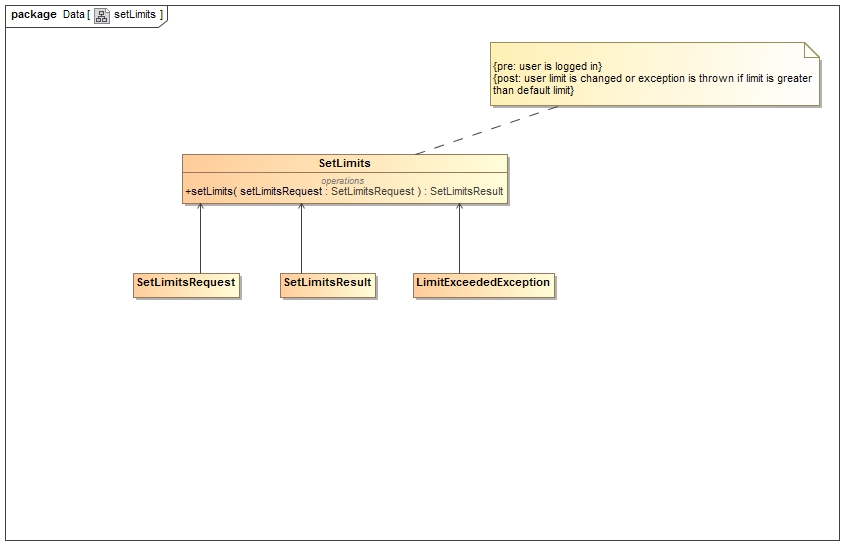 package Data [ setLimits ]
{pre: user is logged in}
{post: user limit is changed or exception is thrown if limit is greater
than default limit}
SetLimits
operations
+setLimits( setLimitsRequest : SetLimitsRequest ) : SetLimitsResult
SetLimitsRequest
SetLimitsResult
LimitExceededException